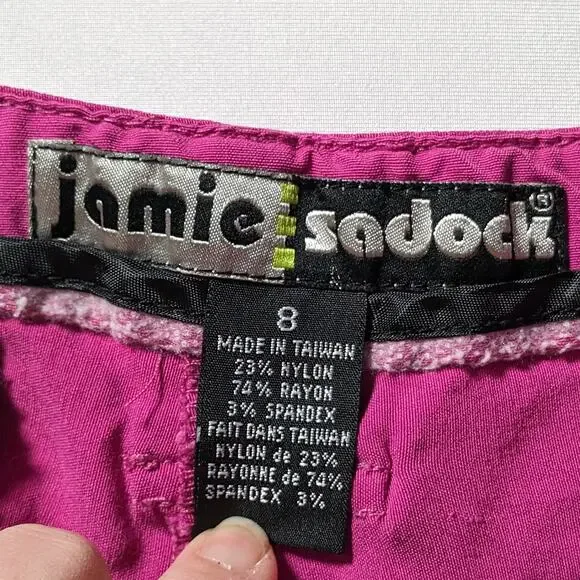 jamie sadock®
8
MADE IN TAIWAN
23% NYLON
74% RAYON
3% SPANDEX
FAIT DANS TAIWAN
NYLON de 23%
RAYONNE de 74%
SPANDEX 3%